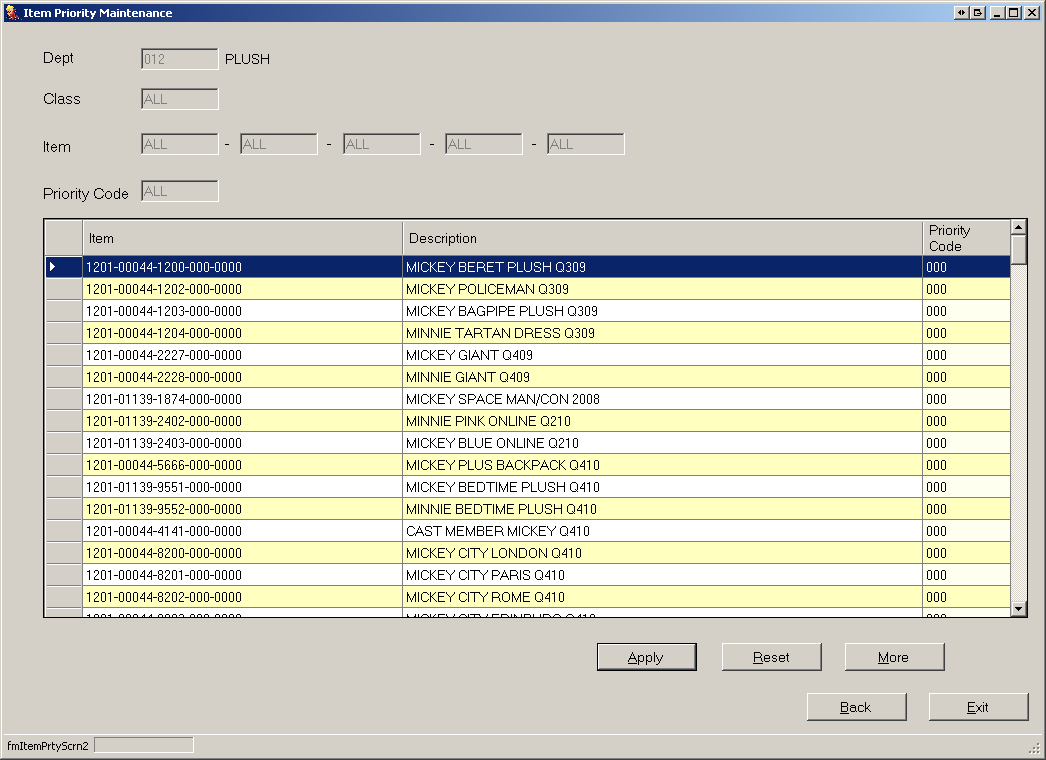 Item Priority Maintenance
Dept 012 PLUSH
Class ALL
Item ALL - ALL - ALL - ALL - ALL
Priority Code ALL
Item Description Priority Code
1201-00044-1200-000-0000 MICKEY BERET PLUSH Q309 000
1201-00044-1202-000-0000 MICKEY POLICEMAN Q309 000
1201-00044-1203-000-0000 MICKEY BAGPIPE PLUSH Q309 000
1201-00044-1204-000-0000 MINNIE TARTAN DRESS Q309 000
1201-00044-2227-000-0000 MICKEY GIANT Q409 000
1201-00044-2228-000-0000 MINNIE GIANT Q409 000
1201-01139-1874-000-0000 MICKEY SPACE MAN/CON 2008 000
1201-01139-2402-000-0000 MINNIE PINK ONLINE Q210 000
1201-01139-2403-000-0000 MICKEY BLUE ONLINE Q210 000
1201-00044-5666-000-0000 MICKEY PLUS BACKPACK Q410 000
1201-01139-9551-000-0000 MICKEY BEDTIME PLUSH Q410 000
1201-01139-9552-000-0000 MINNIE BEDTIME PLUSH Q410 000
1201-00044-4141-000-0000 CAST MEMBER MICKEY Q410 000
1201-00044-8200-000-0000 MICKEY CITY LONDON Q410 000
1201-00044-8201-000-0000 MICKEY CITY PARIS Q410 000
1201-00044-8202-000-0000 MICKEY CITY ROME Q410 000
Apply Reset More
Back Exit
fmItemPrtyScrn2